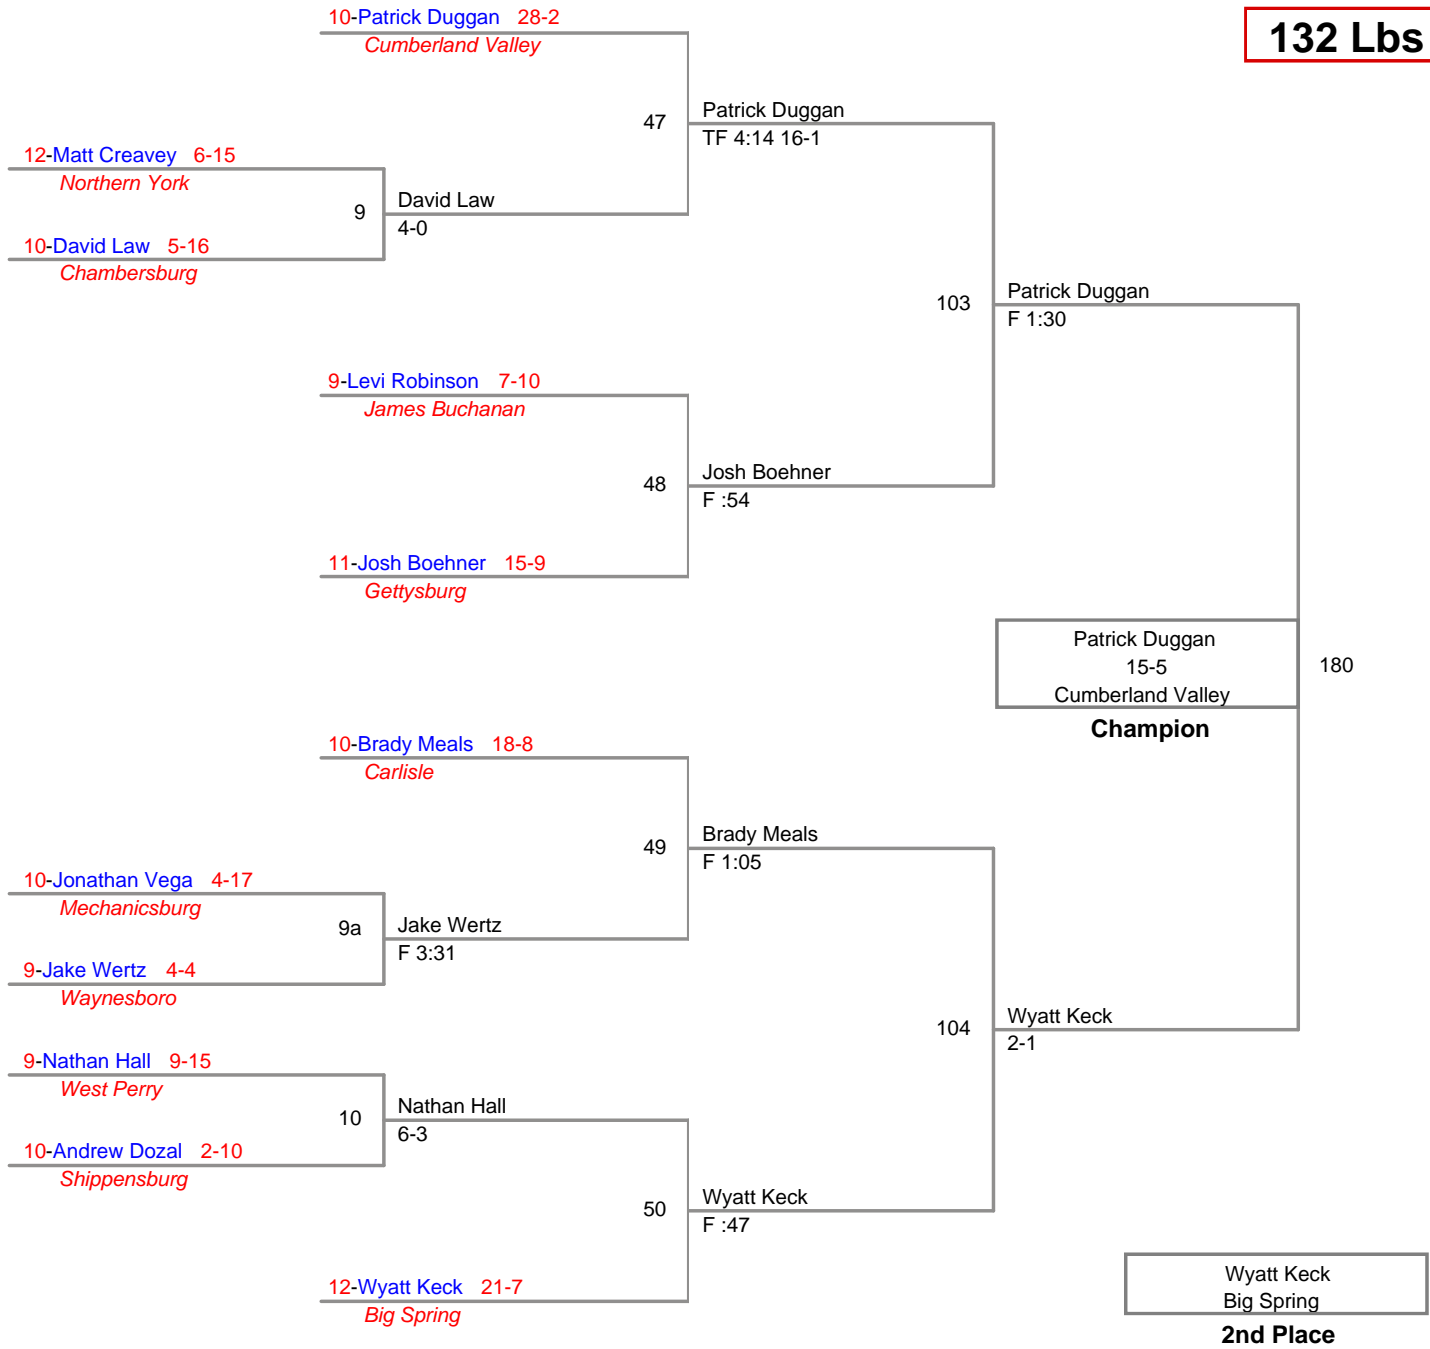 10-Patrick Duggan 28-2
Cumberland Valley
132 Lbs
47
Patrick Duggan
TF 4:14 16-1
12-Matt Creavey 6-15
Northern York
9
David Law
4-0
10-David Law 5-16
Chambersburg
103
Patrick Duggan
F 1:30
9-Levi Robinson 7-10
James Buchanan
48
Josh Boehner
F :54
11-Josh Boehner 15-9
Gettysburg
Patrick Duggan
15-5
Cumberland Valley
Champion
180
10-Brady Meals 18-8
Carlisle
49
Brady Meals
F 1:05
10-Jonathan Vega 4-17
Mechanicsburg
9a
Jake Wertz
F 3:31
9-Jake Wertz 4-4
Waynesboro
104
Wyatt Keck
2-1
9-Nathan Hall 9-15
West Perry
10
Nathan Hall
6-3
10-Andrew Dozal 2-10
Shippensburg
50
Wyatt Keck
F :47
12-Wyatt Keck 21-7
Big Spring
Wyatt Keck
Big Spring
2nd Place